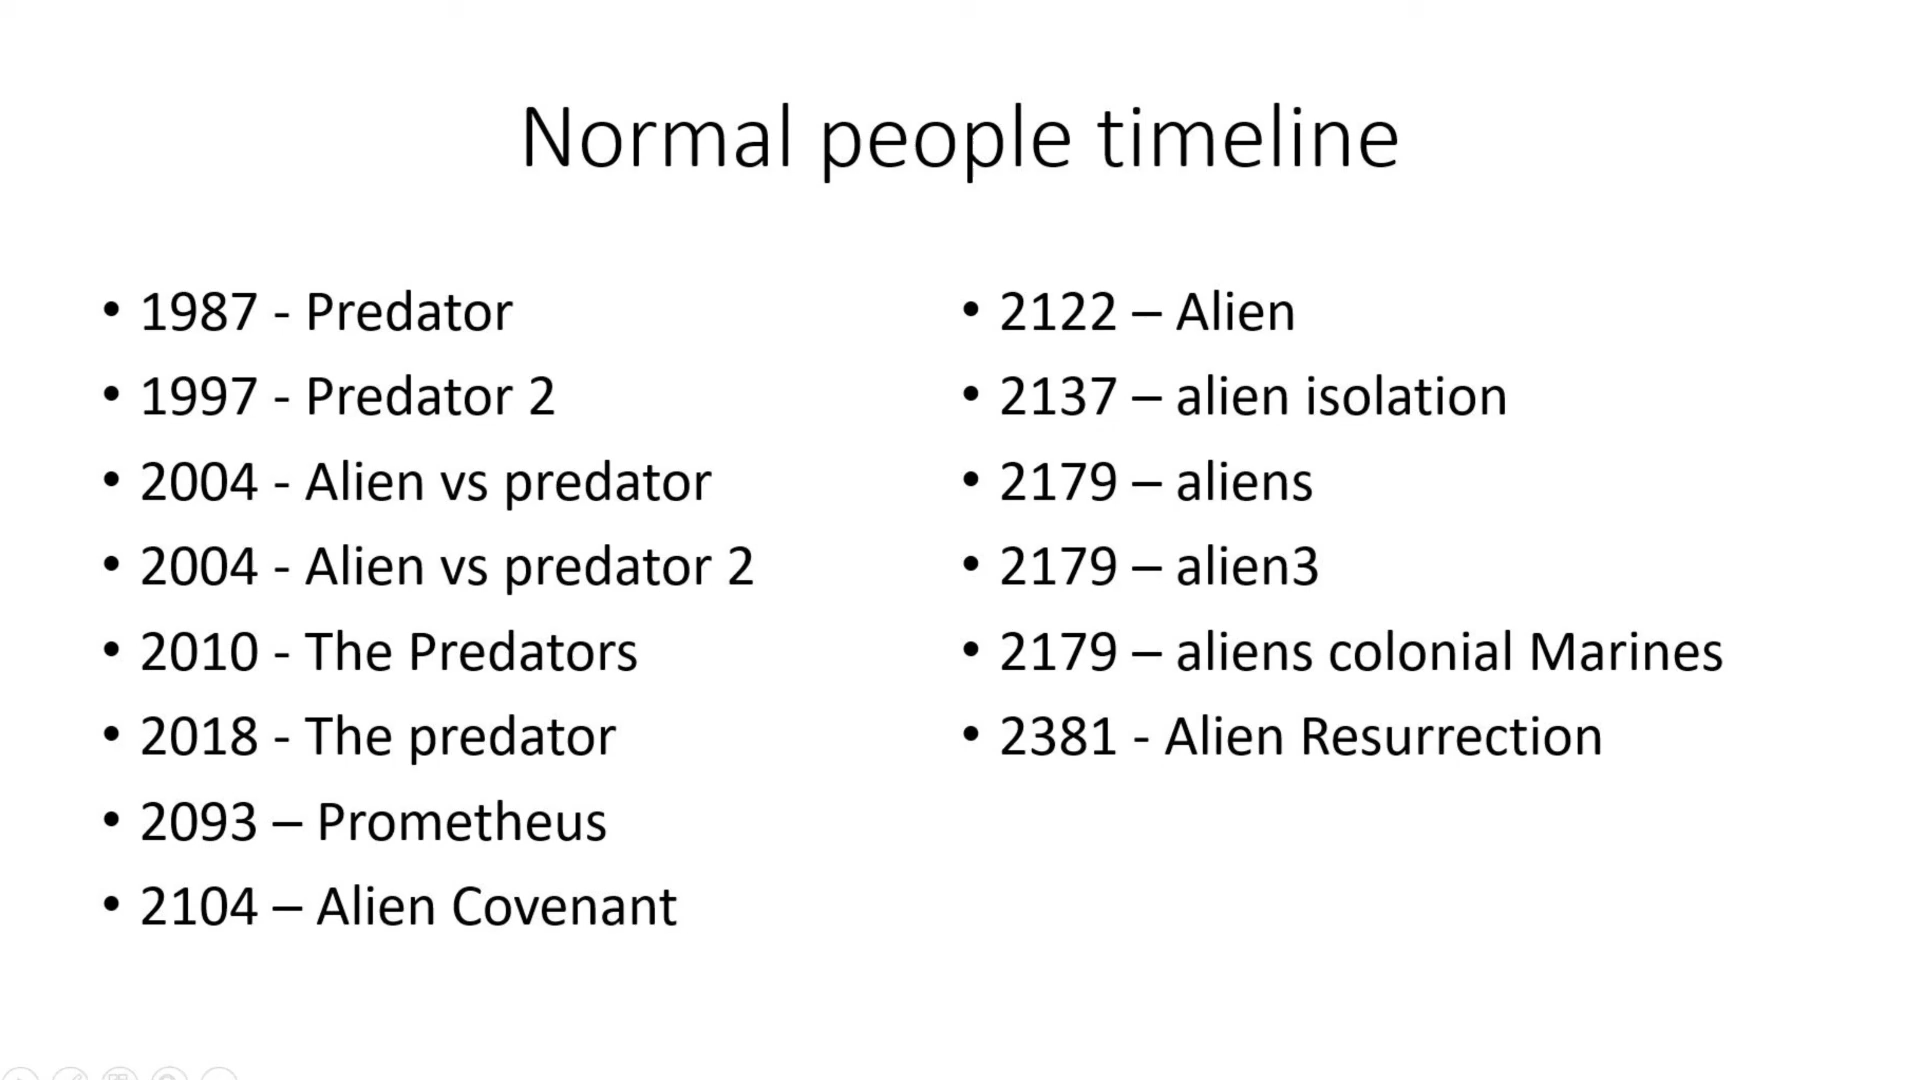 Normal people timeline
• 1987 - Predator
• 1997 - Predator 2
• 2004 - Alien vs predator
• 2004 - Alien vs predator 2
• 2010 - The Predators
• 2018 - The predator
• 2093 – Prometheus
• 2104 – Alien Covenant
• 2122 – Alien
• 2137 – alien isolation
• 2179 – aliens
• 2179 – alien3
• 2179 – aliens colonial Marines
• 2381 - Alien Resurrection